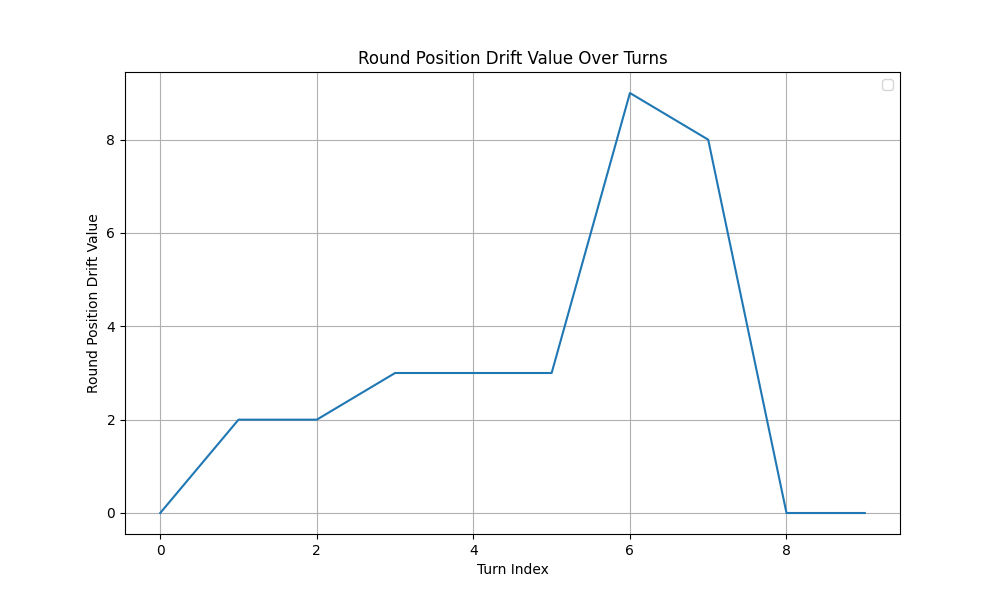 Round Position Drift Value Over Turns
Round Position Drift Value
8
6
4
2
0
0 2 4 6 8
Turn Index